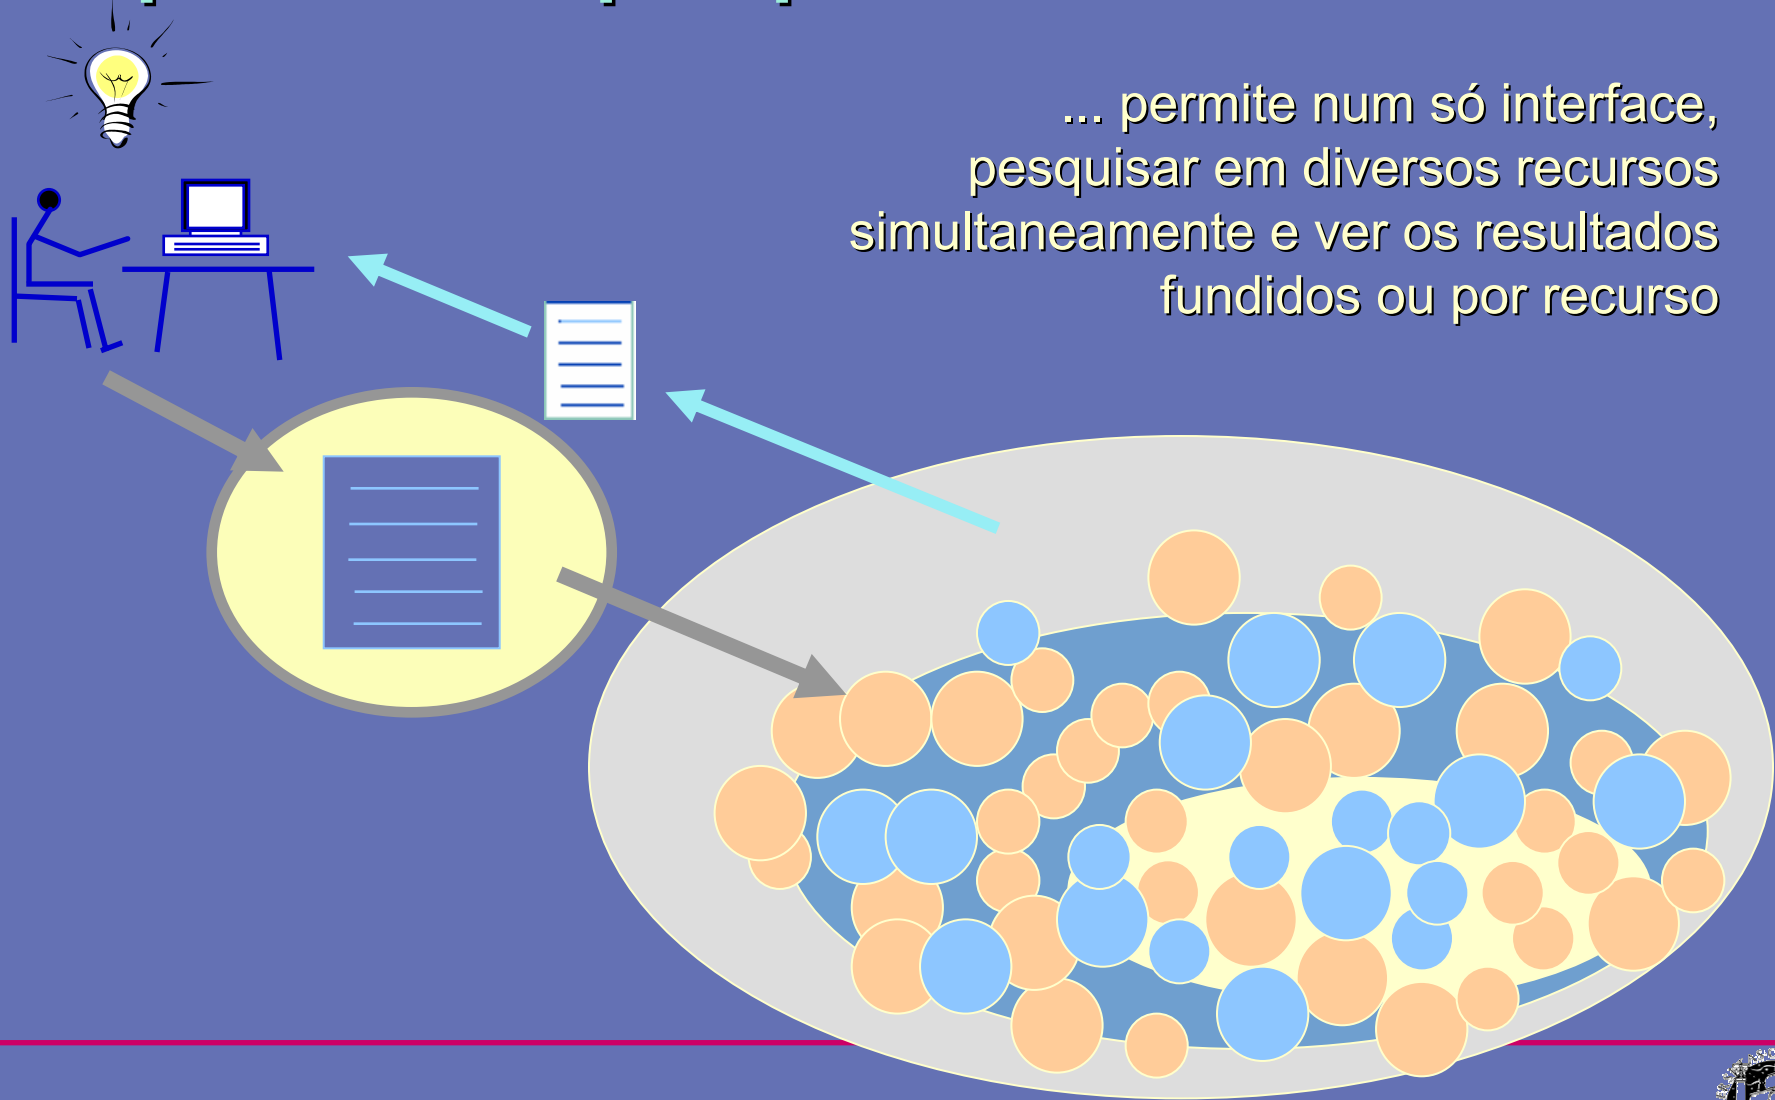 ... permite num só interface,
pesquisar em diversos recursos
simultaneamente e ver os resultados
fundidos ou por recurso